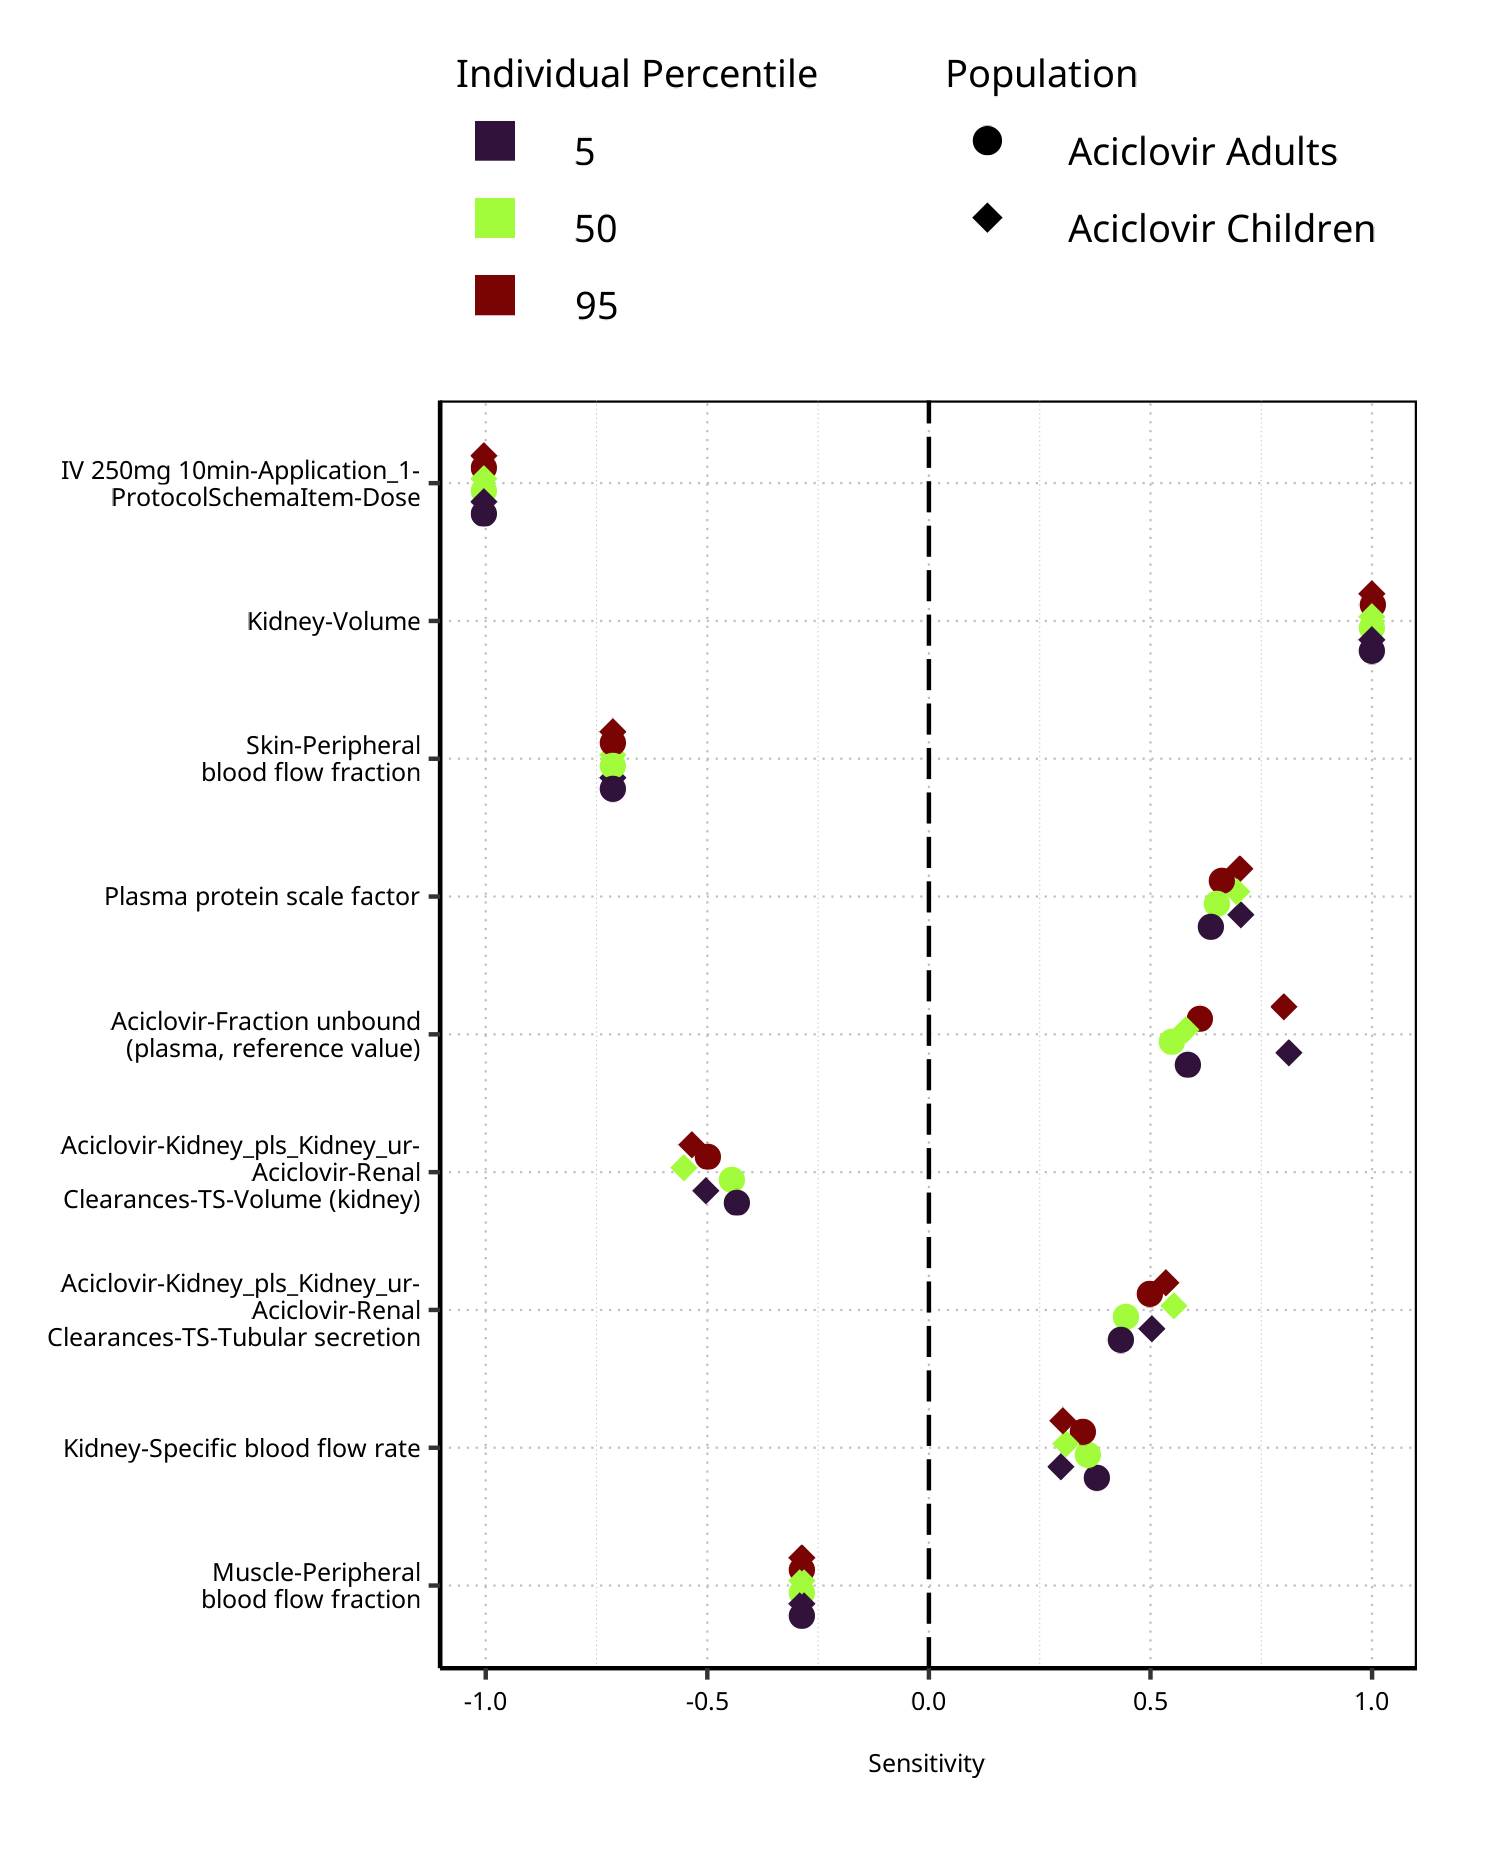 Individual Percentile
5
50
95
Population
Aciclovir Adults
Aciclovir Children
IV 250mg 10min-Application_1-
ProtocolSchemaItem-Dose
Kidney-Volume
Skin-Peripheral
blood flow fraction
Plasma protein scale factor
Aciclovir-Fraction unbound
(plasma, reference value)
Aciclovir-Kidney_pls_Kidney_ur-
Aciclovir-Renal
Clearances-TS-Volume (kidney)
Aciclovir-Kidney_pls_Kidney_ur-
Aciclovir-Renal
Clearances-TS-Tubular secretion
Kidney-Specific blood flow rate
Muscle-Peripheral
blood flow fraction
-1.0 -0.5 0.0 0.5 1.0
Sensitivity